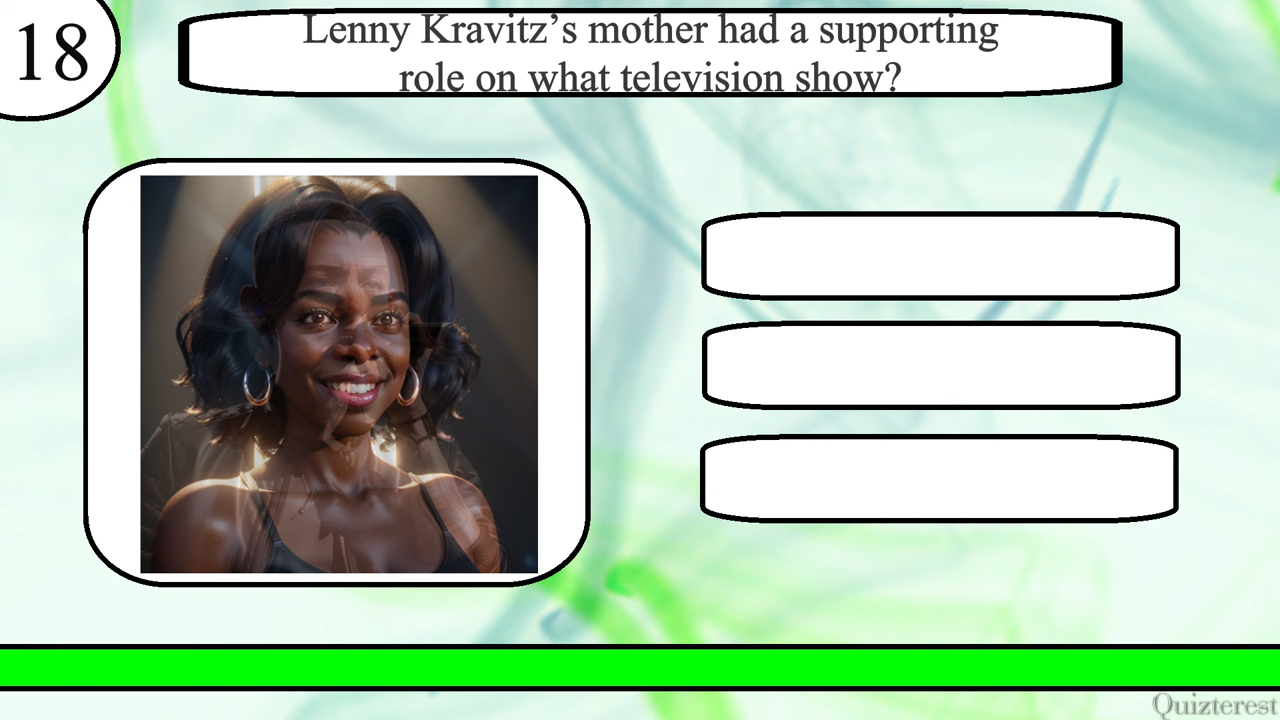 18
Lenny Kravitz’s mother had a supporting
role on what television show?
Quizterest